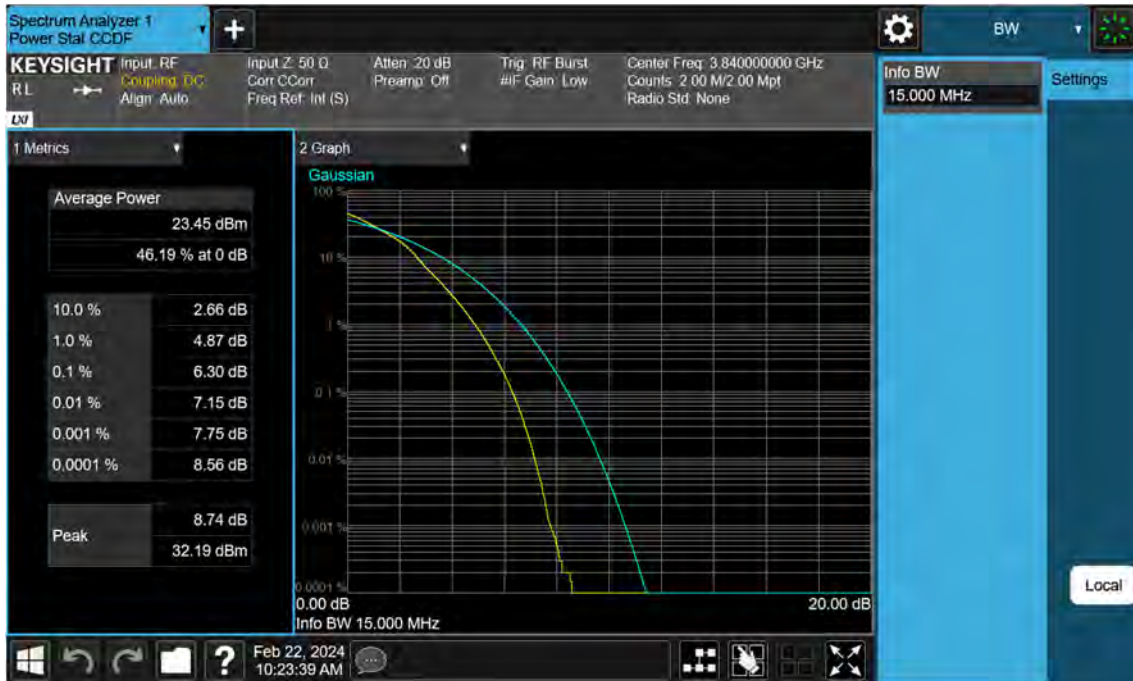 Spectrum Analyzer 1
Power Stat CCDF
+
BW
KEYSIGHT
RL
LXI
Input: RF
Coupling: DC
Align: Auto
Input Z: 50 Ω
Corr CCorr
Freq Ref: Int (S)
Atten: 20 dB
Preamp: Off
Trig: RF Burst
#IF Gain: Low
Center Freq: 3.840000000 GHz
Counts: 2.00 M/2.00 Mpt
Radio Std: None
Info BW
15.000 MHz
Settings
1 Metrics
Average Power
23.45 dBm
46.19 % at 0 dB
10.0 % 2.66 dB
1.0 % 4.87 dB
0.1 % 6.30 dB
0.01 % 7.15 dB
0.001 % 7.75 dB
0.0001 % 8.56 dB
Peak
8.74 dB
32.19 dBm
2 Graph
Gaussian
100 %
10 %
1 %
0.1 %
0.01 %
0.001 %
0.0001 %
0.00 dB 20.00 dB
Info BW 15.000 MHz
Local
?
Feb 22, 2024
10:23:39 AM